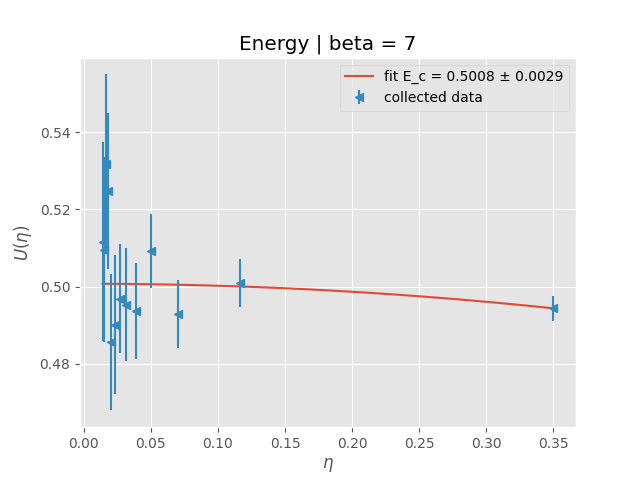 Energy | beta = 7
fit E_c = 0.5008 ± 0.0029
collected data
U(η)
0.54
0.52
0.50
0.48
0.00 0.05 0.10 0.15 0.20 0.25 0.30 0.35
η